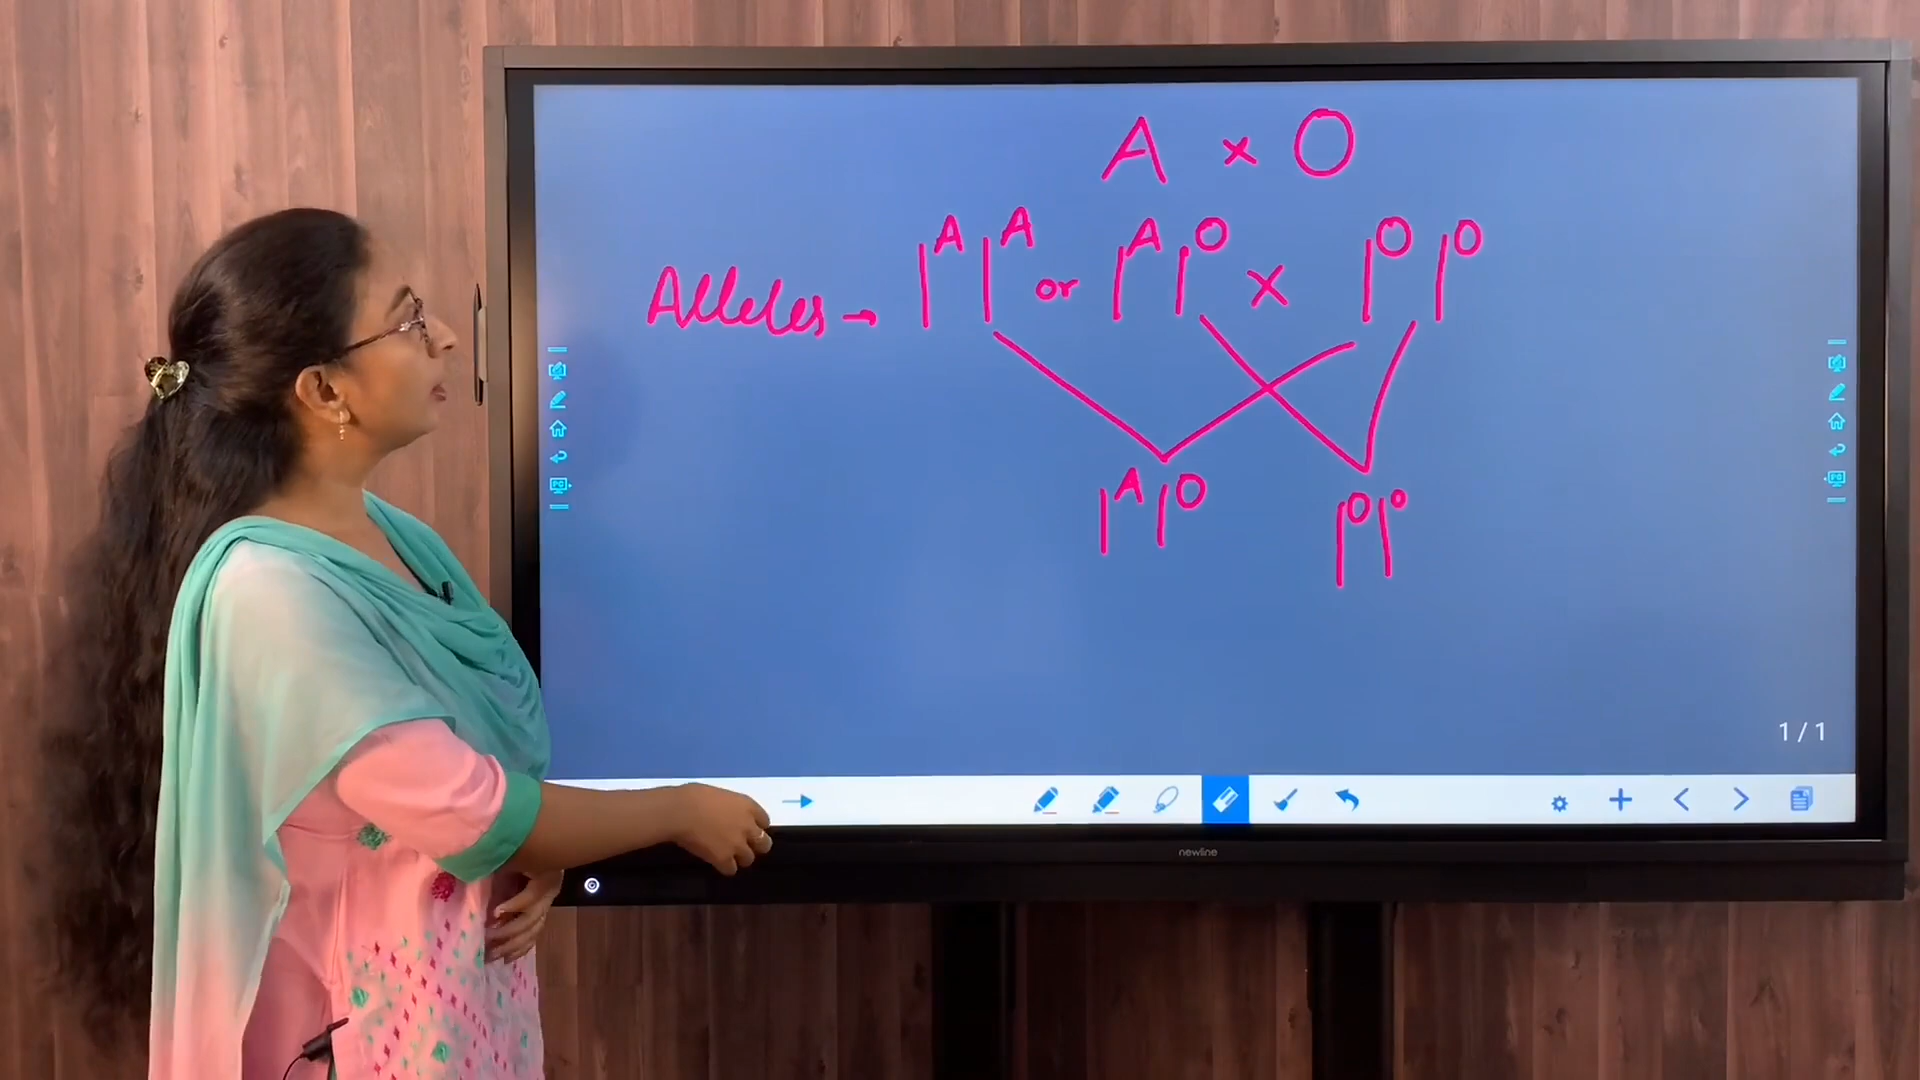 A × O
Alleles → I^A I^A or I^A I^O × I^O I^O
I^A I^O I^O I^O
1 / 1
newline